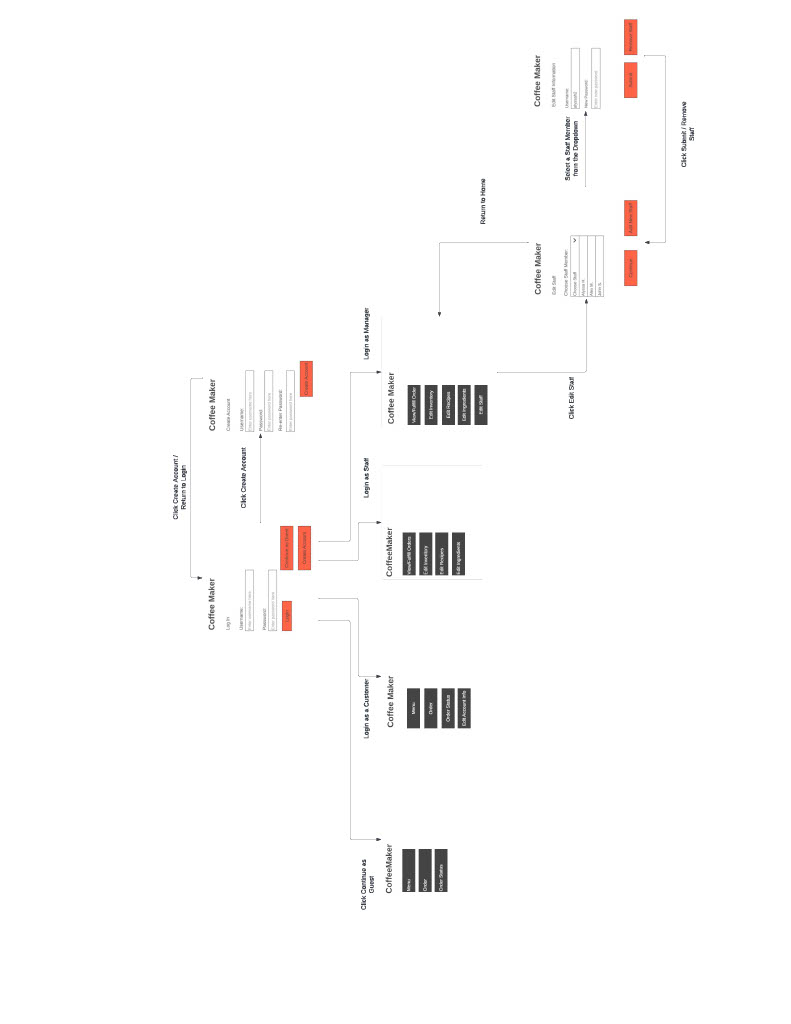 Click Create Account /
Return to Login
Coffee Maker
Log In
Username:
Enter username here
Password:
Enter password here
Login
Continue as Guest
Create Account
Click Create Account
Coffee Maker
Create Account
Username:
Enter username here
Password:
Enter password here
Re-enter Password:
Enter password here
Create Account
Click Continue as
Guest
CoffeeMaker
Menu
Order
Order Status
Login as a Customer
Coffee Maker
Menu
Order
Order Status
Edit Account Info
Login as Staff
CoffeeMaker
View/Fulfill Orders
Edit Inventory
Edit Recipes
Edit Ingredients
Login as Manager
Coffee Maker
View/Fulfill Order
Edit Inventory
Edit Recipes
Edit Ingredients
Edit Staff
Return to Home
Click Edit Staff
Coffee Maker
Edit Staff
Choose Staff Member:
Choose Staff
Alyssa R.
Alex M.
John S.
Continue
Add New Staff
Select a Staff Member
from the Dropdown
Coffee Maker
Edit Staff Information
Username:
New Password:
Enter new password
Submit
Remove Staff
Click Submit / Remove
Staff